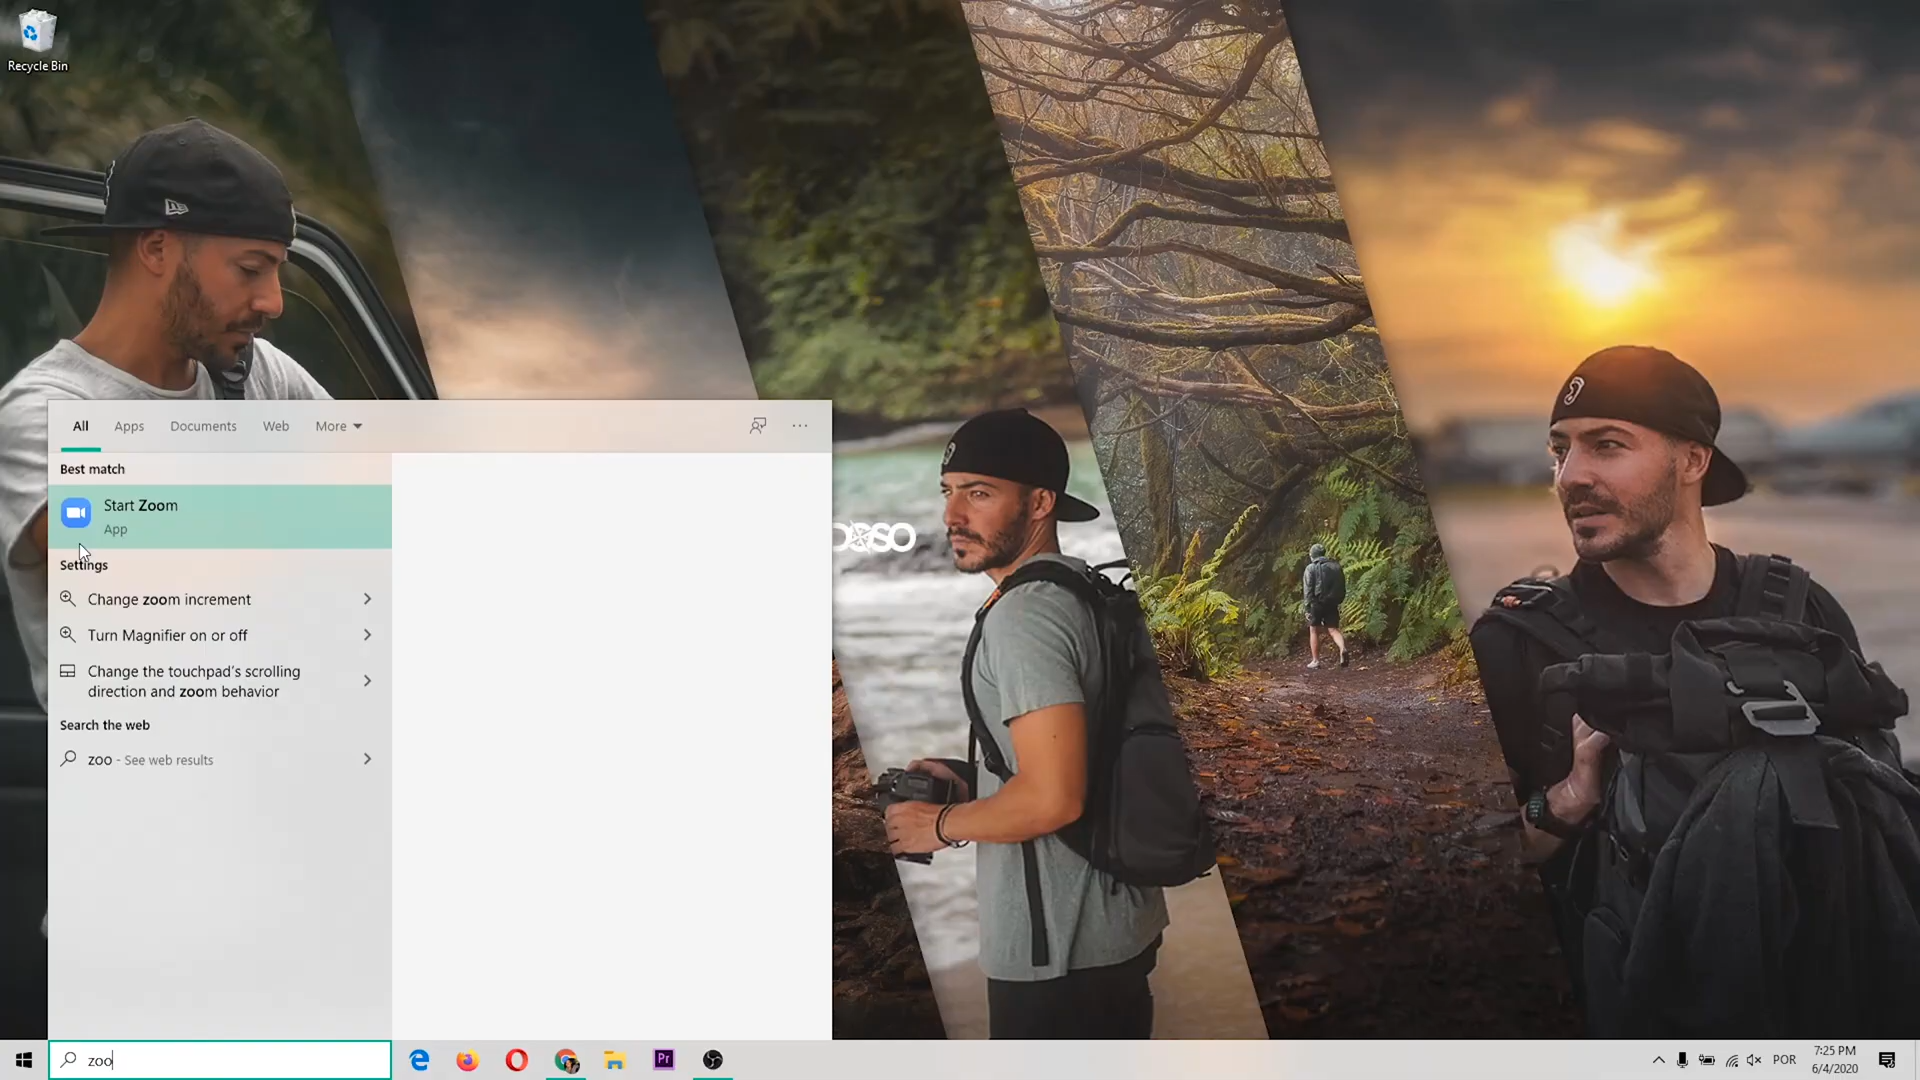 Recycle Bin
All
Apps
Documents
Web
More
Best match
Start Zoom
App
Settings
Change zoom increment
Turn Magnifier on or off
Change the touchpad's scrolling
direction and zoom behavior
Search the web
zoo - See web results
zoo
Pr
POR
7:25 PM
6/4/2020